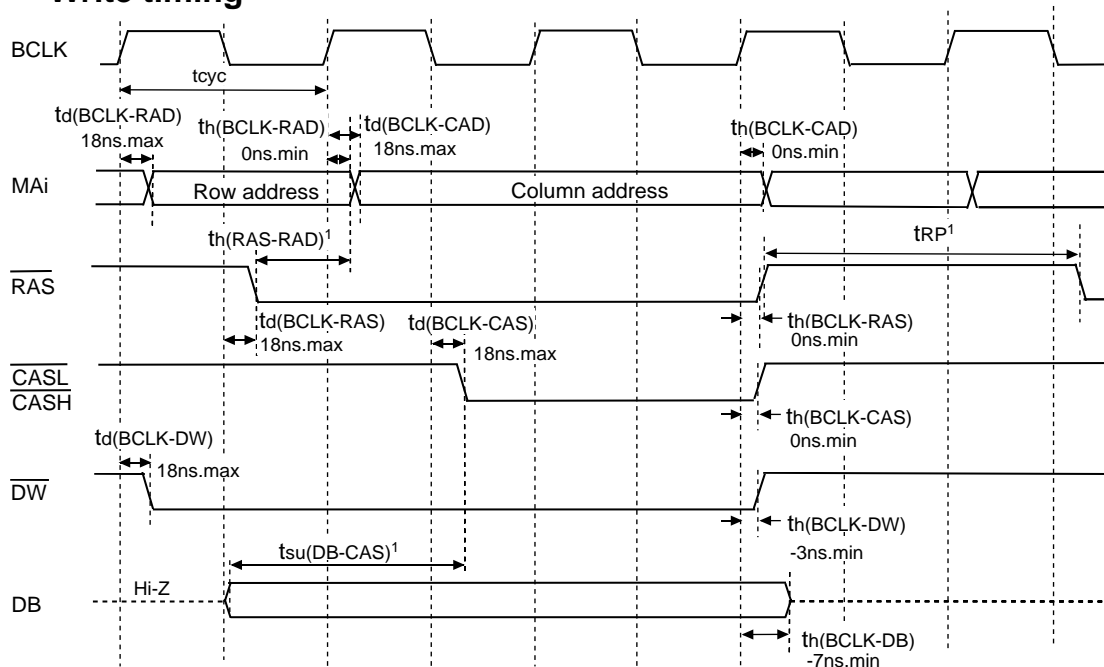 Write timing
BCLK
tcyc
td(BCLK-RAD)
18ns.max
th(BCLK-RAD)
0ns.min
td(BCLK-CAD)
18ns.max
th(BCLK-CAD)
0ns.min
MAi
Row address
Column address
th(RAS-RAD)1
tRP1
RAS
td(BCLK-RAS)
18ns.max
td(BCLK-CAS)
18ns.max
th(BCLK-RAS)
0ns.min
CASL
CASH
th(BCLK-CAS)
0ns.min
td(BCLK-DW)
18ns.max
DW
th(BCLK-DW)
-3ns.min
tsu(DB-CAS)1
Hi-Z
DB
th(BCLK-DB)
-7ns.min